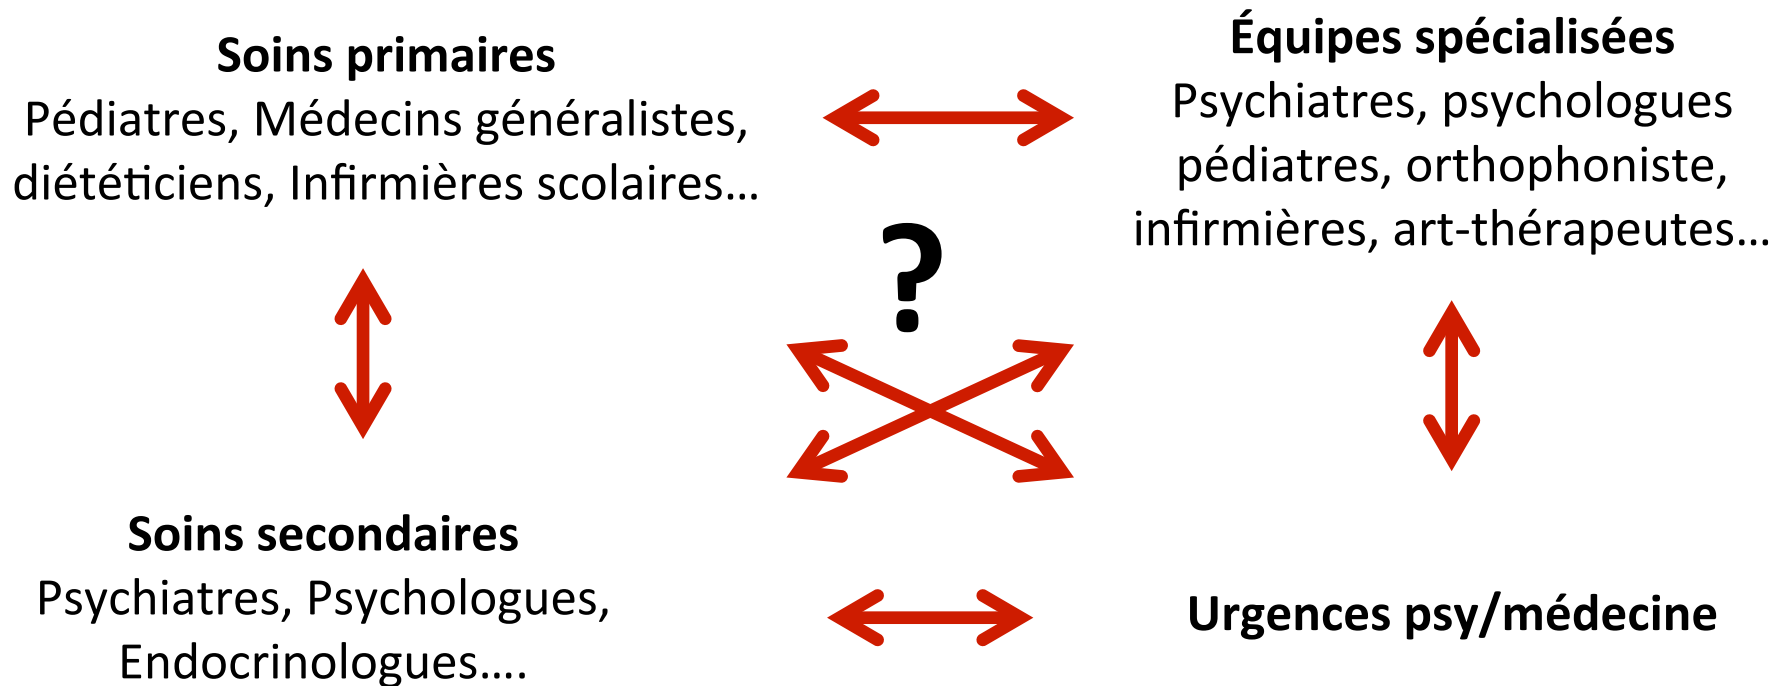 Soins primaires
Pédiatres, Médecins généralistes,
diététiciens, Infirmières scolaires…
Équipes spécialisées
Psychiatres, psychologues
pédiatres, orthophoniste,
infirmières, art-thérapeutes…
?
Soins secondaires
Psychiatres, Psychologues,
Endocrinologues….
Urgences psy/médecine